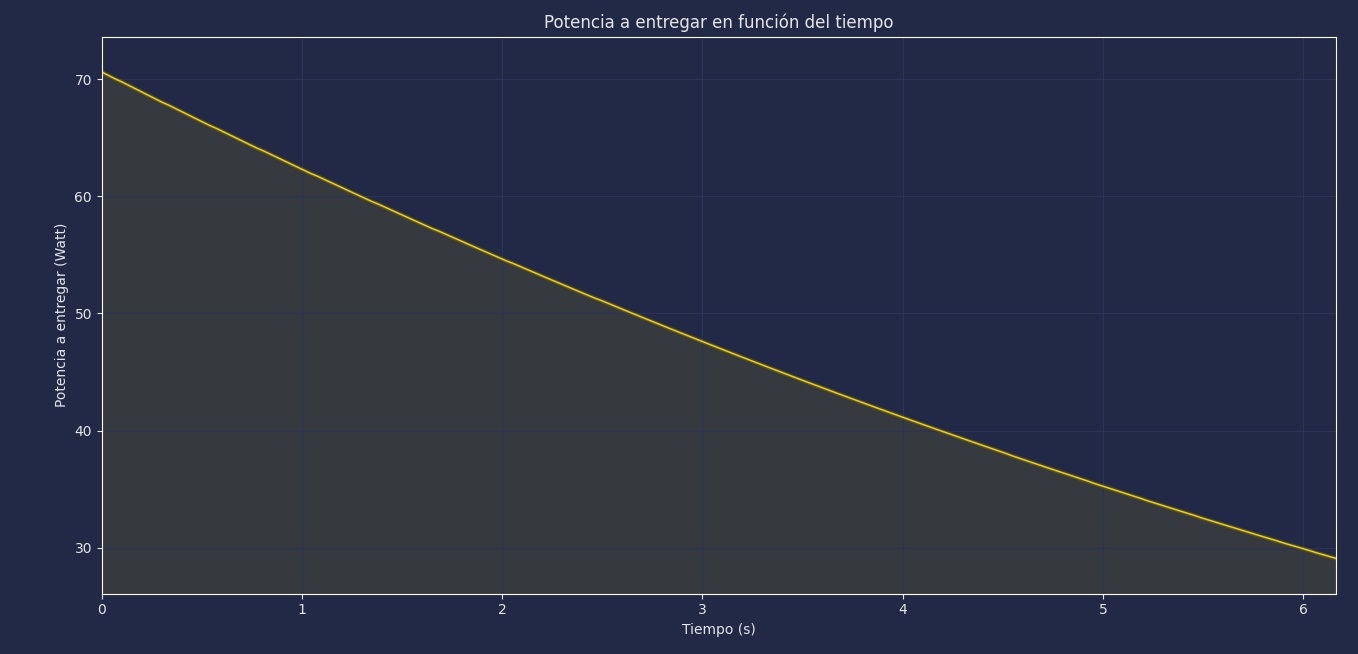 Potencia a entregar en función del tiempo
70
60
50
40
30
Potencia a entregar (Watt)
0 1 2 3 4 5 6
Tiempo (s)